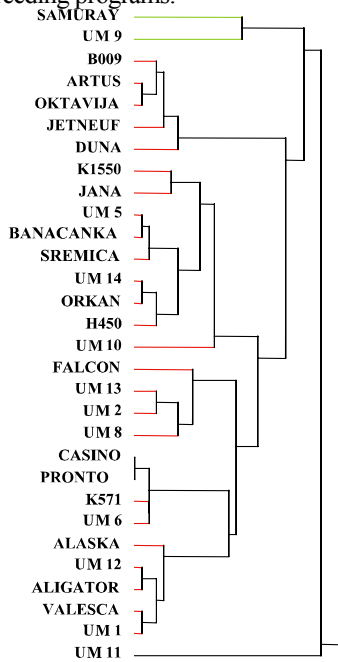 reeding programs.
SAMURAY
UM 9
B009
ARTUS
OKTAVIJA
JETNEUF
DUNA
K1550
JANA
UM 5
BANACANKA
SREMICA
UM 14
ORKAN
H450
UM 10
FALCON
UM 13
UM 2
UM 8
CASINO
PRONTO
K571
UM 6
ALASKA
UM 12
ALIGATOR
VALESCA
UM 1
UM 11